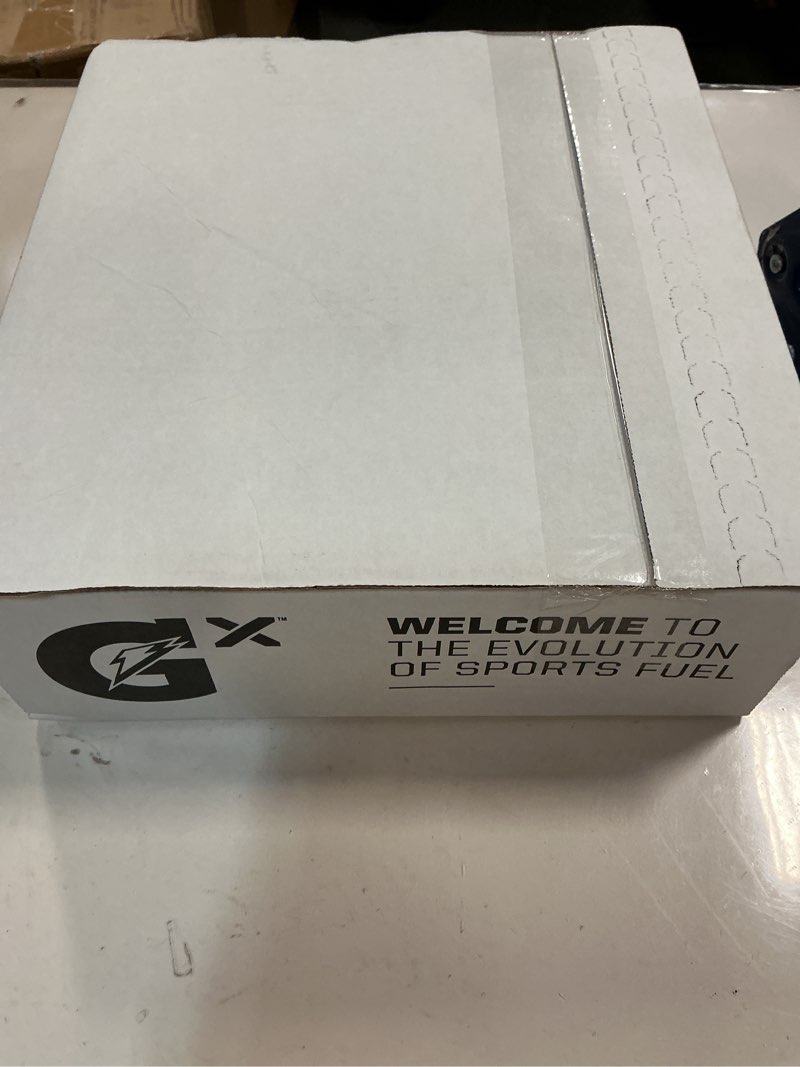 GX™
WELCOME TO
THE EVOLUTION
OF SPORTS FUEL